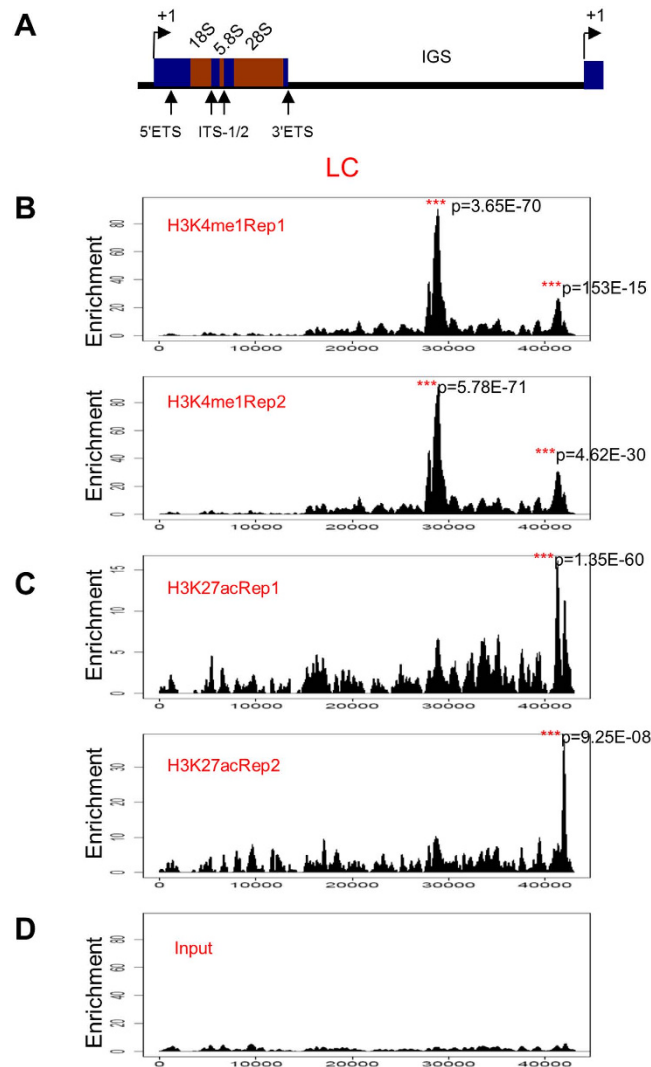 A
+1
18S
5.8S
28S
IGS
+1
5'ETS
ITS-1/2
3'ETS
LC
B
Enrichment
0 20 40 60 80
H3K4me1Rep1
*** p=3.65E-70
***p=153E-15
0 10000 20000 30000 40000
Enrichment
0 20 40 60 80
H3K4me1Rep2
***p=5.78E-71
***p=4.62E-30
0 10000 20000 30000 40000
C
Enrichment
0 5 10 15
H3K27acRep1
***p=1.35E-60
0 10000 20000 30000 40000
Enrichment
0 10 20 30
H3K27acRep2
***p=9.25E-08
0 10000 20000 30000 40000
D
Enrichment
0 20 40 60 80
Input
0 10000 20000 30000 40000